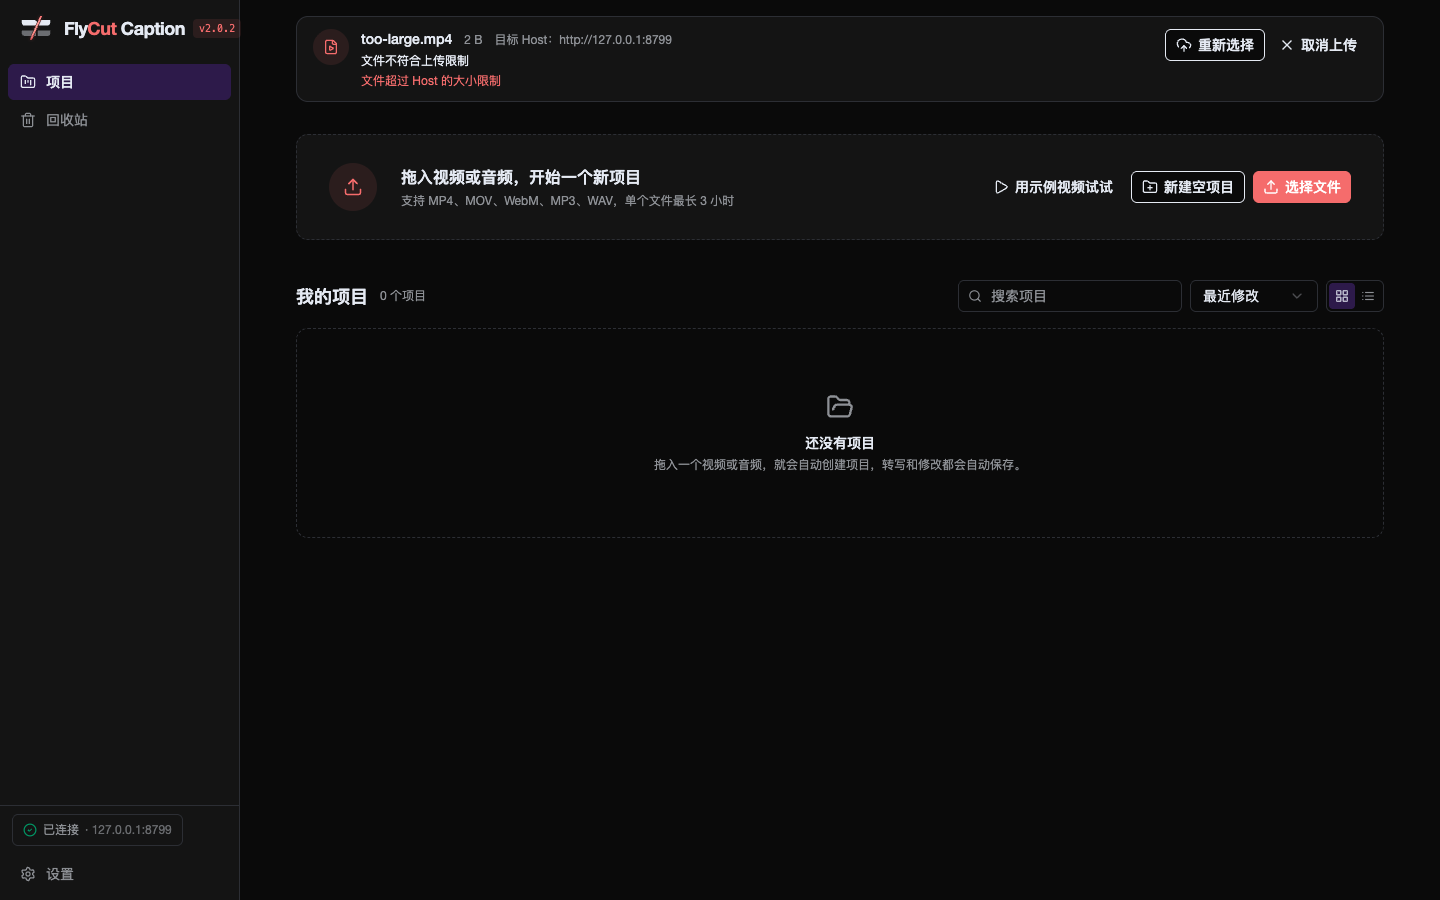 FlyCut Caption v2.0.2
项目
回收站
too-large.mp4 2 B 目标 Host：http://127.0.0.1:8799
文件不符合上传限制
文件超过 Host 的大小限制
重新选择
取消上传
拖入视频或音频，开始一个新项目
支持 MP4、MOV、WebM、MP3、WAV，单个文件最长 3 小时
用示例视频试试
新建空项目
选择文件
我的项目 0 个项目
搜索项目
最近修改
还没有项目
拖入一个视频或音频，就会自动创建项目，转写和修改都会自动保存。
已连接 · 127.0.0.1:8799
设置